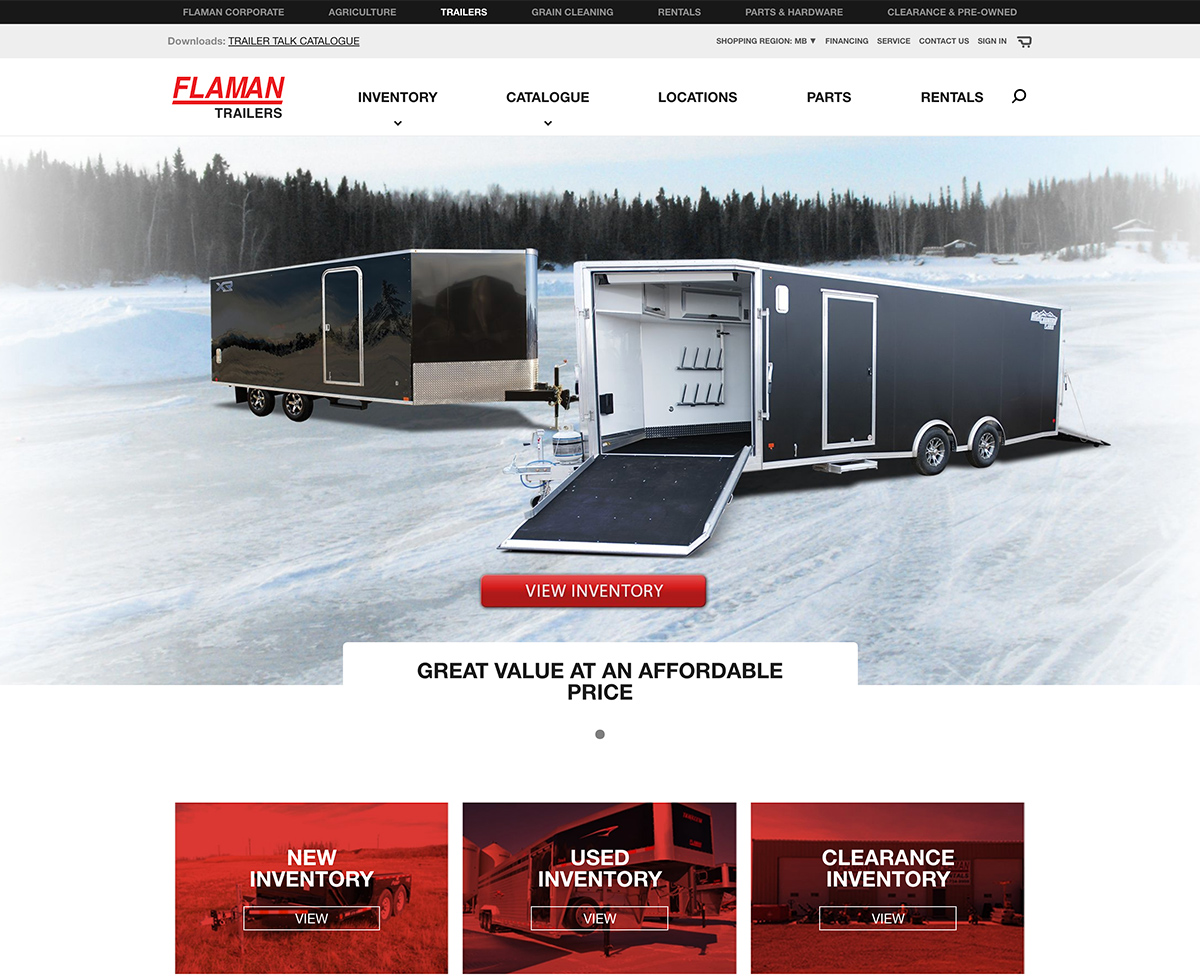 FLAMAN CORPORATE AGRICULTURE TRAILERS GRAIN CLEANING RENTALS PARTS & HARDWARE CLEARANCE & PRE-OWNED
Downloads: TRAILER TALK CATALOGUE SHOPPING REGION: MB ▼ FINANCING SERVICE CONTACT US SIGN IN
FLAMAN
TRAILERS
INVENTORY CATALOGUE LOCATIONS PARTS RENTALS
XR
VIEW INVENTORY
GREAT VALUE AT AN AFFORDABLE
PRICE
NEW
INVENTORY
VIEW
USED
INVENTORY
VIEW
CLEARANCE
INVENTORY
VIEW